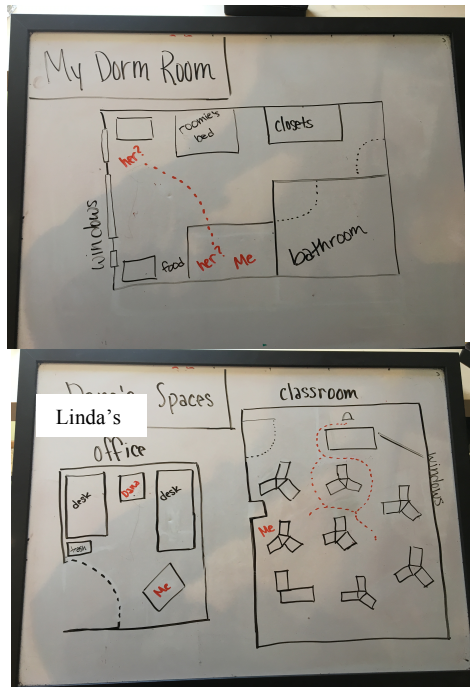 My Dorm Room
roomie's
bed
closets
her?
windows
food
her? Me
bathroom
Linda's
Spaces
office
desk
Dana
desk
trash
Me
classroom
windows
Me